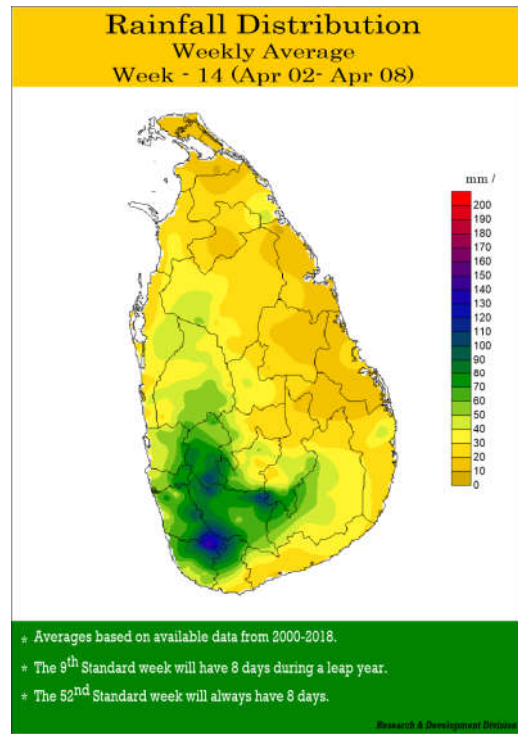 Rainfall Distribution
Weekly Average
Week - 14 (Apr 02- Apr 08)
mm /
200
190
180
170
160
150
140
130
120
110
100
90
80
70
60
50
40
30
20
10
0
* Averages based on available data from 2000-2018.
* The 9th Standard week will have 8 days during a leap year.
* The 52nd Standard week will always have 8 days.
Research & Development Division